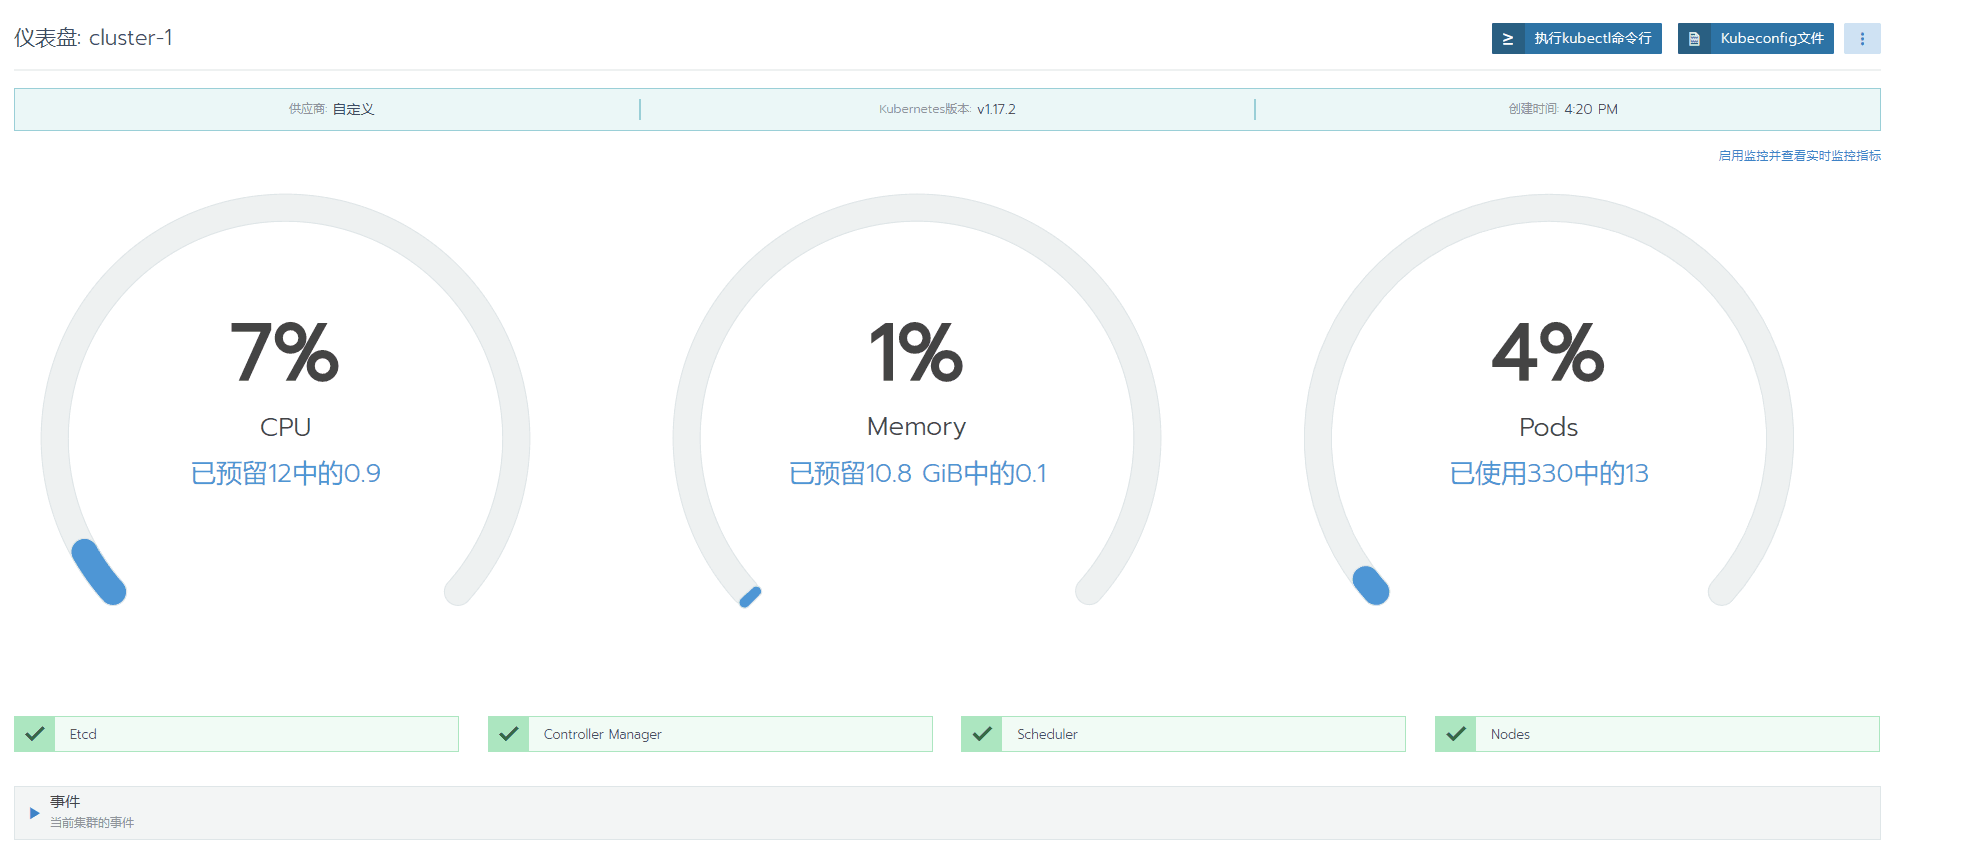 仪表盘: cluster-1
执行kubectl命令行
Kubeconfig文件
供应商: 自定义
Kubernetes版本: v1.17.2
创建时间: 4:20 PM
启用监控并查看实时监控指标
7%
CPU
已预留12中的0.9
1%
Memory
已预留10.8 GiB中的0.1
4%
Pods
已使用330中的13
Etcd
Controller Manager
Scheduler
Nodes
事件
当前集群的事件